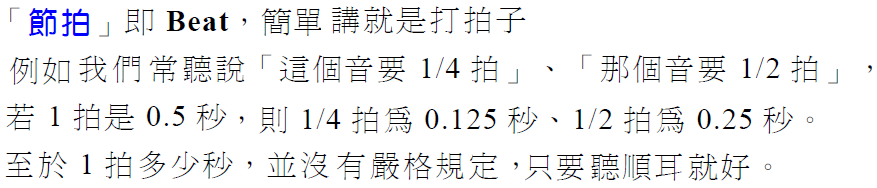 「節拍」即 Beat，簡單講就是打拍子
例如我們常聽說「這個音要 1/4 拍」、「那個音要 1/2 拍」，
若 1 拍是 0.5 秒，則 1/4 拍為 0.125 秒、1/2 拍為 0.25 秒。
至於 1 拍多少秒，並沒有嚴格規定，只要聽順耳就好。